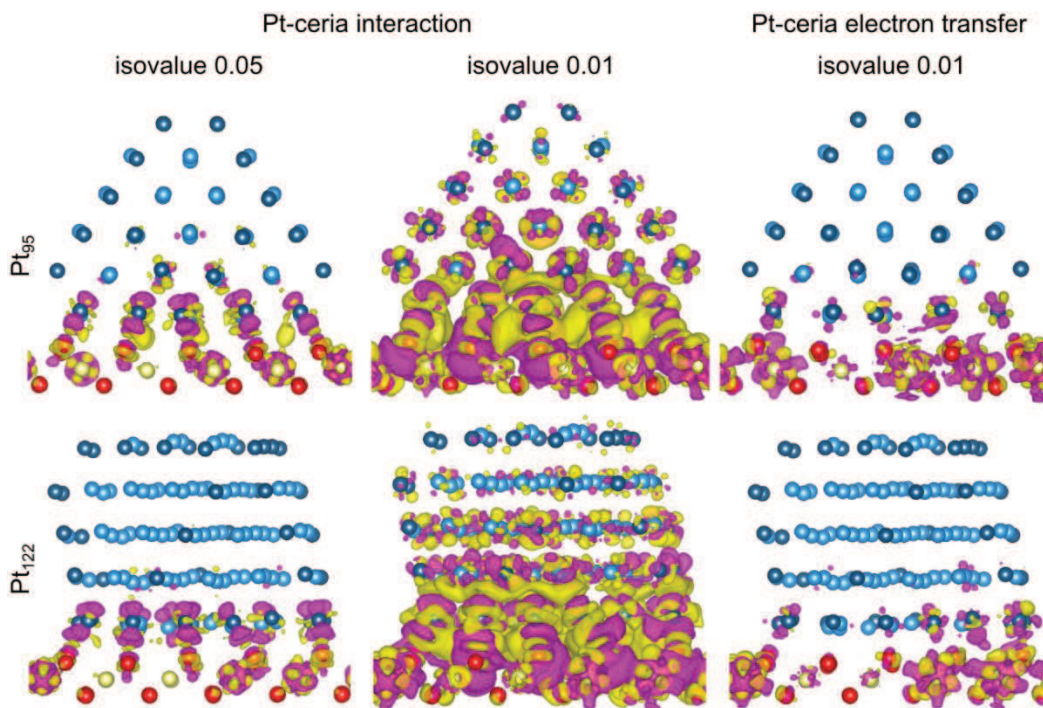 Pt-ceria interaction
Pt-ceria electron transfer
isovalue 0.05
isovalue 0.01
isovalue 0.01
Pt95
Pt122